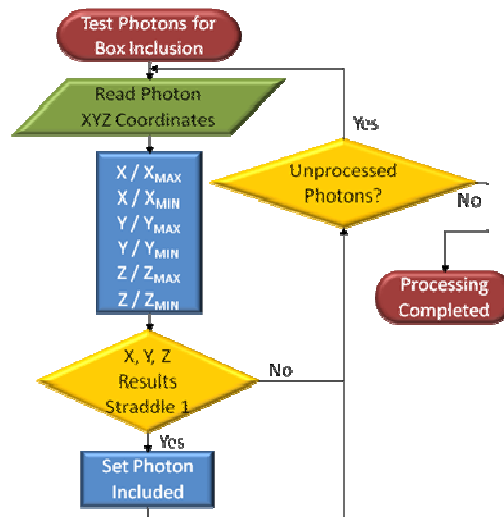 Test Photons for
Box Inclusion
Read Photon
XYZ Coordinates
X / XMAX
X / XMIN
Y / YMAX
Y / YMIN
Z / ZMAX
Z / ZMIN
X, Y, Z
Results
Straddle 1
No
Yes
Set Photon
Included
Yes
Unprocessed
Photons?
No
Processing
Completed